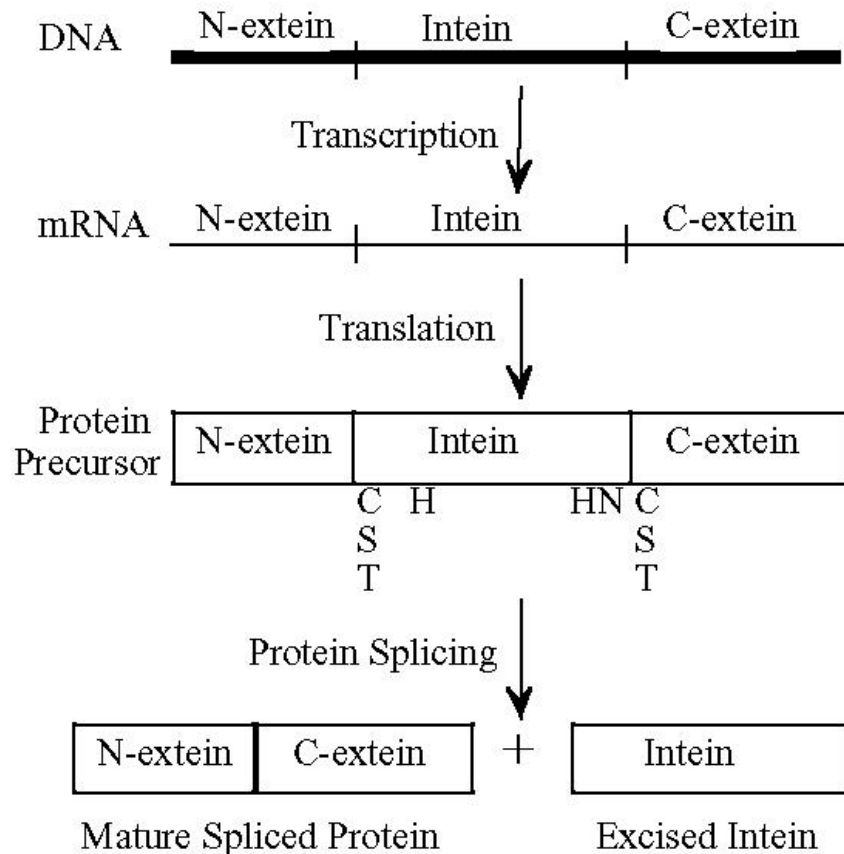 DNA N-extein Intein C-extein
Transcription
mRNA N-extein Intein C-extein
Translation
Protein
Precursor
N-extein Intein C-extein
C H HN C
S S
T T
Protein Splicing
N-extein C-extein + Intein
Mature Spliced Protein Excised Intein